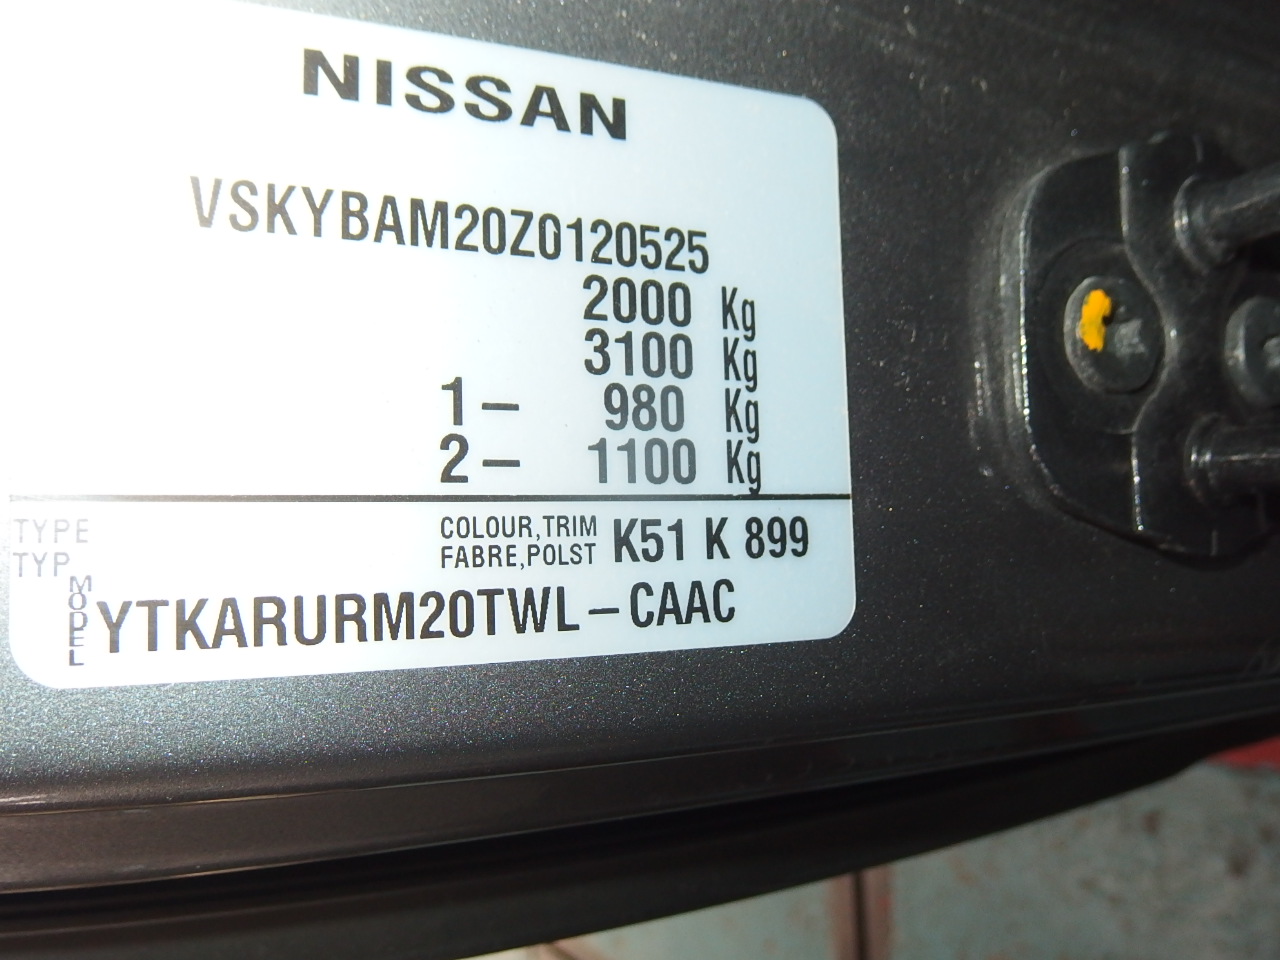 NISSAN
VSKYBAM20Z0120525
2000 Kg
3100 Kg
1 – 980 Kg
2 – 1100 Kg
TYPE COLOUR,TRIM K51 K 899
TYP FABRE,POLST
MODEL YTKARURM20TWL – CAAC